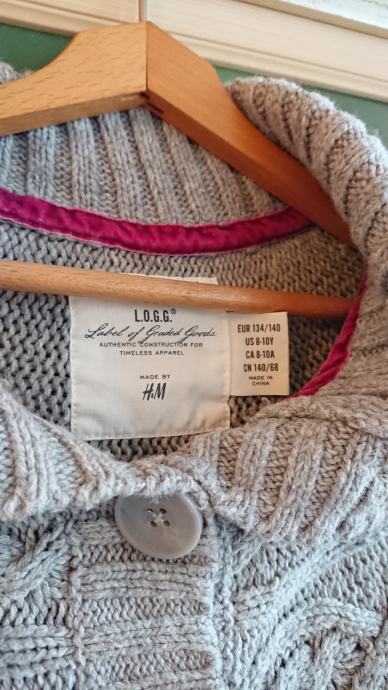 L.O.G.G.®
Label of Graded Goods
AUTHENTIC CONSTRUCTION FOR
TIMELESS APPAREL
MADE BY
H&M
EUR 134/140
US 8-10Y
CA 8-10A
CN 140/68
MADE IN
CHINA